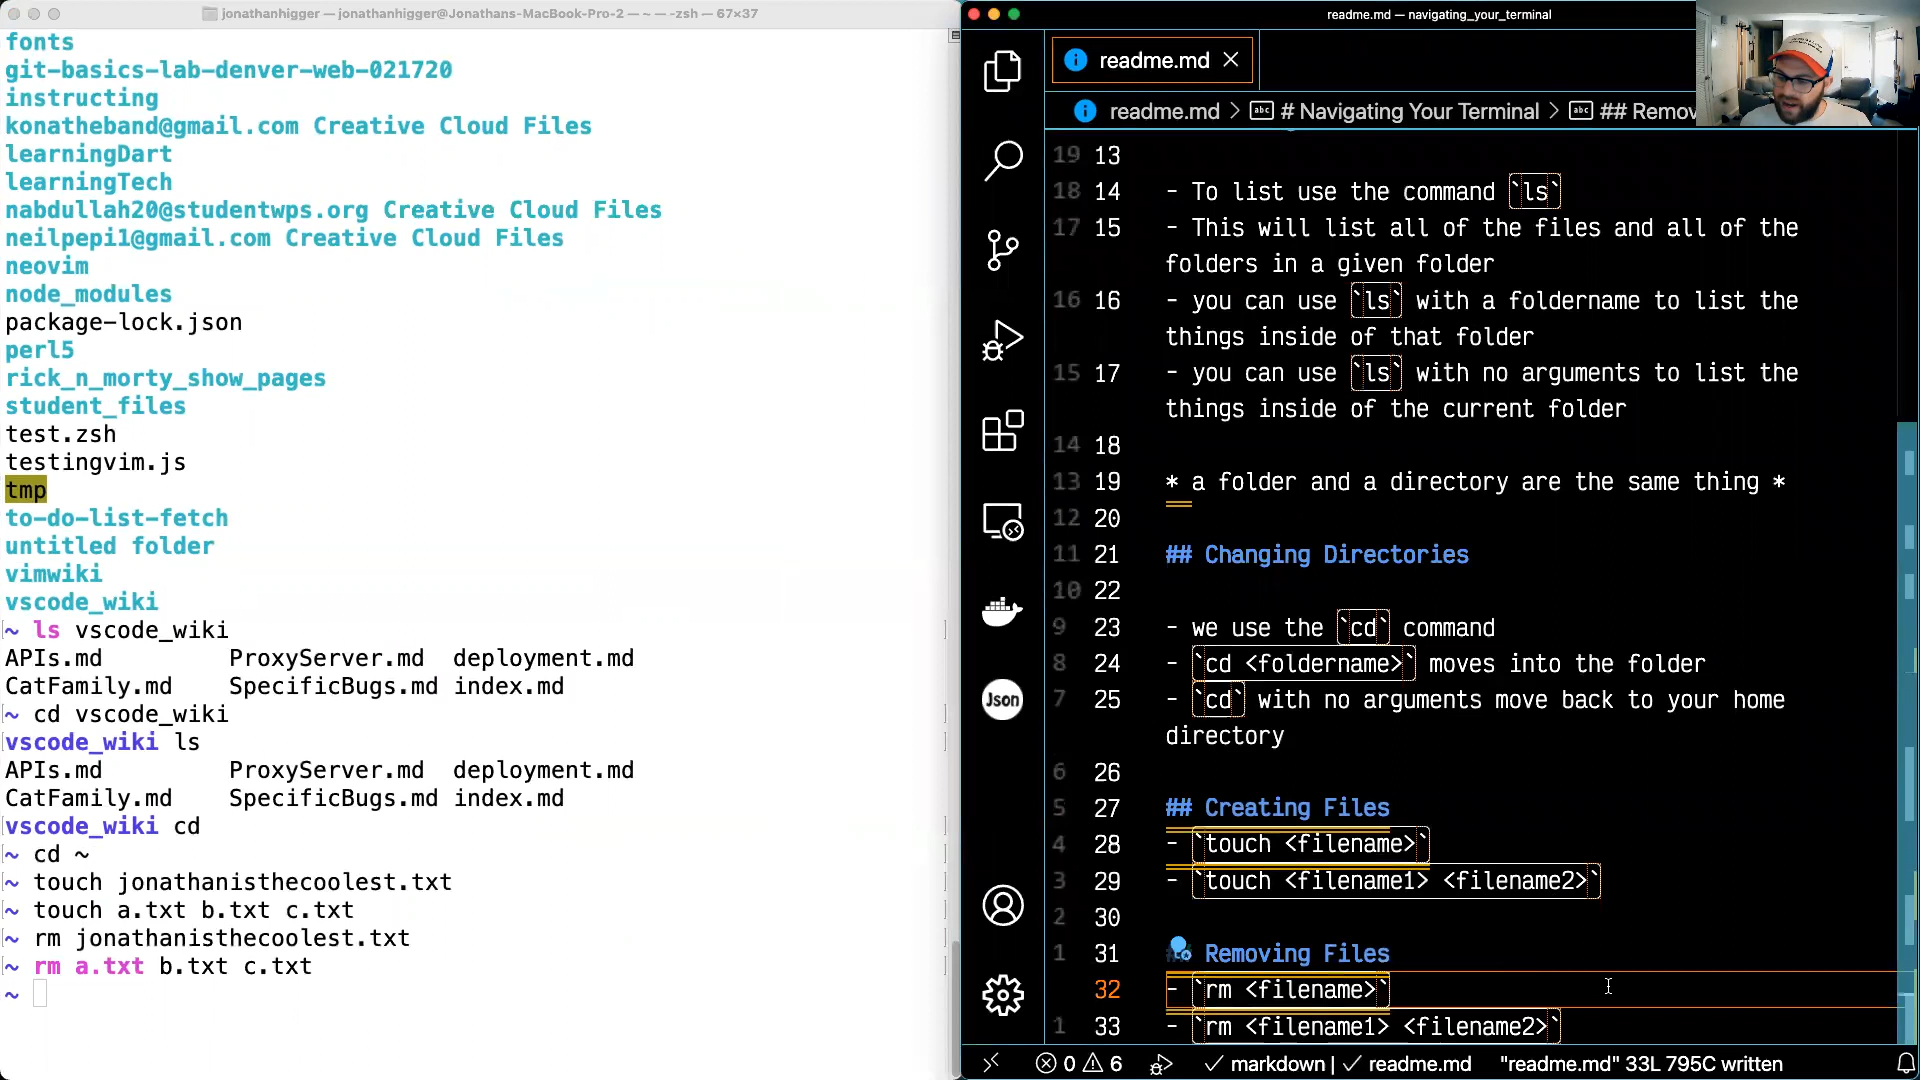 jonathanhigger — jonathanhigger@Jonathans-MacBook-Pro-2 — ~ — -zsh — 67×37
fonts
git-basics-lab-denver-web-021720
instructing
konatheband@gmail.com Creative Cloud Files
learningDart
learningTech
nabdullah20@studentwps.org Creative Cloud Files
neilpepi1@gmail.com Creative Cloud Files
neovim
node_modules
package-lock.json
perl5
rick_n_morty_show_pages
student_files
test.zsh
testingvim.js
tmp
to-do-list-fetch
untitled folder
vimwiki
vscode_wiki
~ ls vscode_wiki
APIs.md ProxyServer.md deployment.md
CatFamily.md SpecificBugs.md index.md
~ cd vscode_wiki
vscode_wiki ls
APIs.md ProxyServer.md deployment.md
CatFamily.md SpecificBugs.md index.md
vscode_wiki cd
~ cd ~
~ touch jonathanisthecoolest.txt
~ touch a.txt b.txt c.txt
~ rm jonathanisthecoolest.txt
~ rm a.txt b.txt c.txt
~
readme.md — navigating_your_terminal
readme.md
readme.md > # Navigating Your Terminal > ## Remov
19 13
18 14 - To list use the command `ls`
17 15 - This will list all of the files and all of the
folders in a given folder
16 16 - you can use `ls` with a foldername to list the
things inside of that folder
15 17 - you can use `ls` with no arguments to list the
things inside of the current folder
14 18
13 19 * a folder and a directory are the same thing *
12 20
11 21 ## Changing Directories
10 22
9 23 - we use the `cd` command
8 24 - `cd <foldername>` moves into the folder
7 25 - `cd` with no arguments move back to your home
directory
6 26
5 27 ## Creating Files
4 28 - `touch <filename>`
3 29 - `touch <filename1> <filename2>`
2 30
1 31 ## Removing Files
32 - `rm <filename>`
1 33 - `rm <filename1> <filename2>`
Json
0 6 markdown | readme.md "readme.md" 33L 795C written